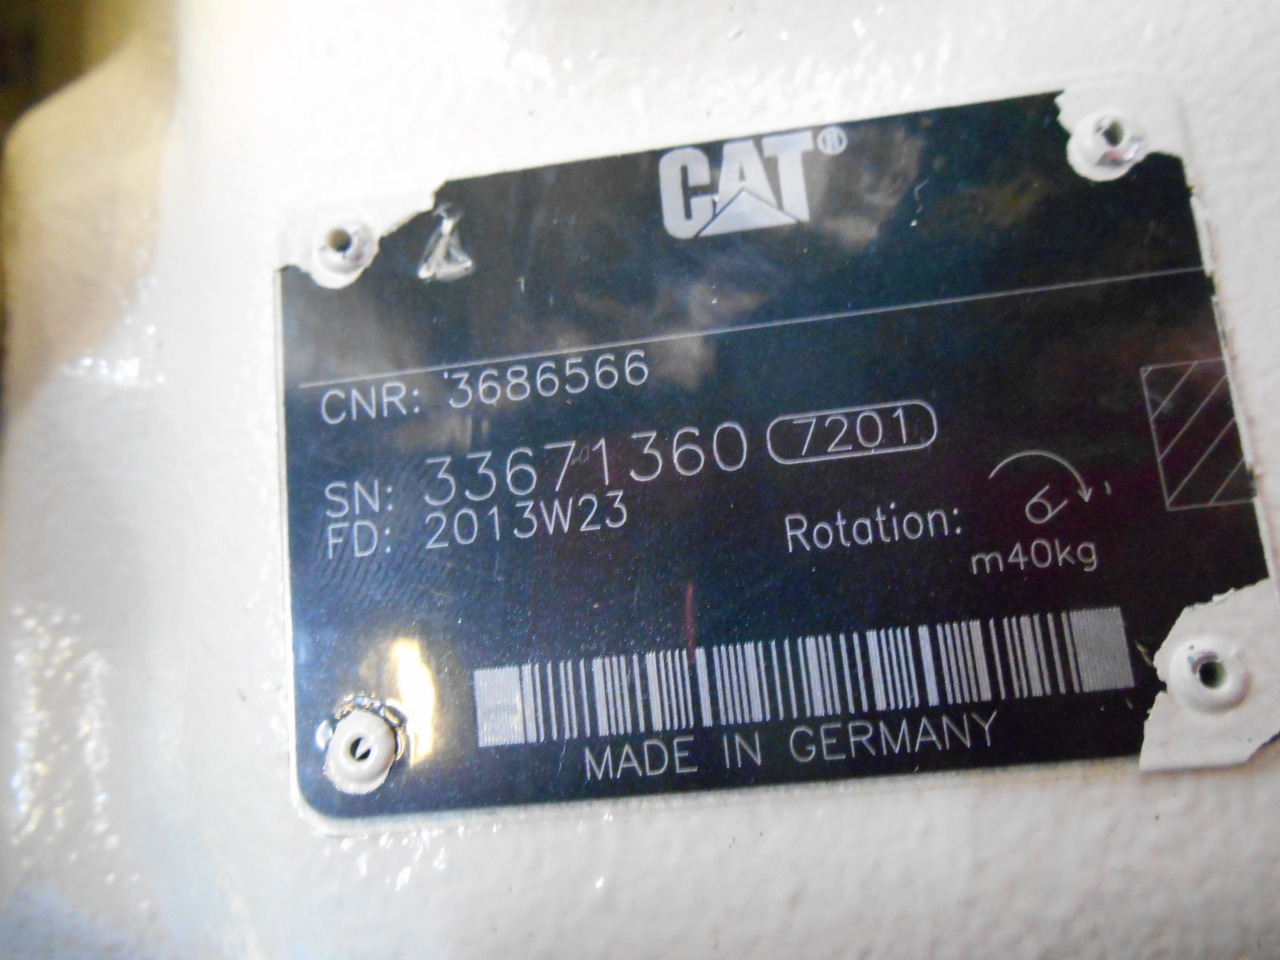 CAT®
CNR: 3686566
SN: 33671360 7201
FD: 2013W23
Rotation:
m40kg
MADE IN GERMANY